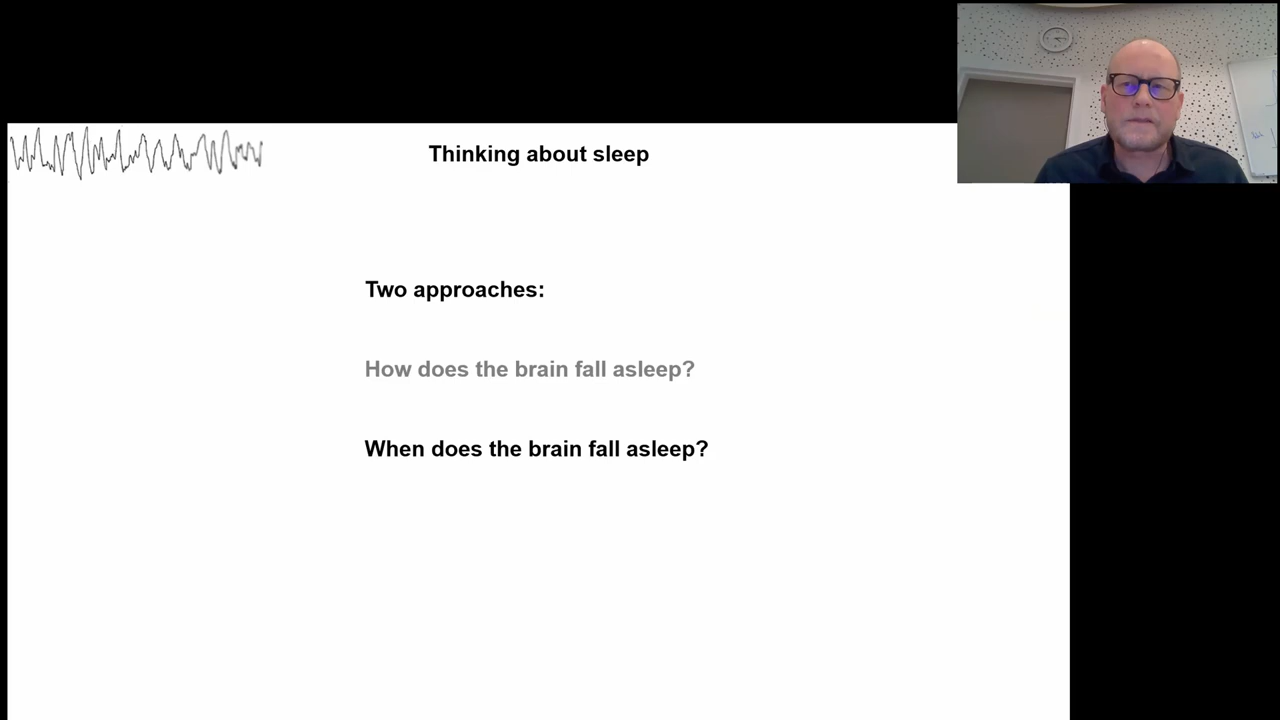 Thinking about sleep
Two approaches:
How does the brain fall asleep?
When does the brain fall asleep?